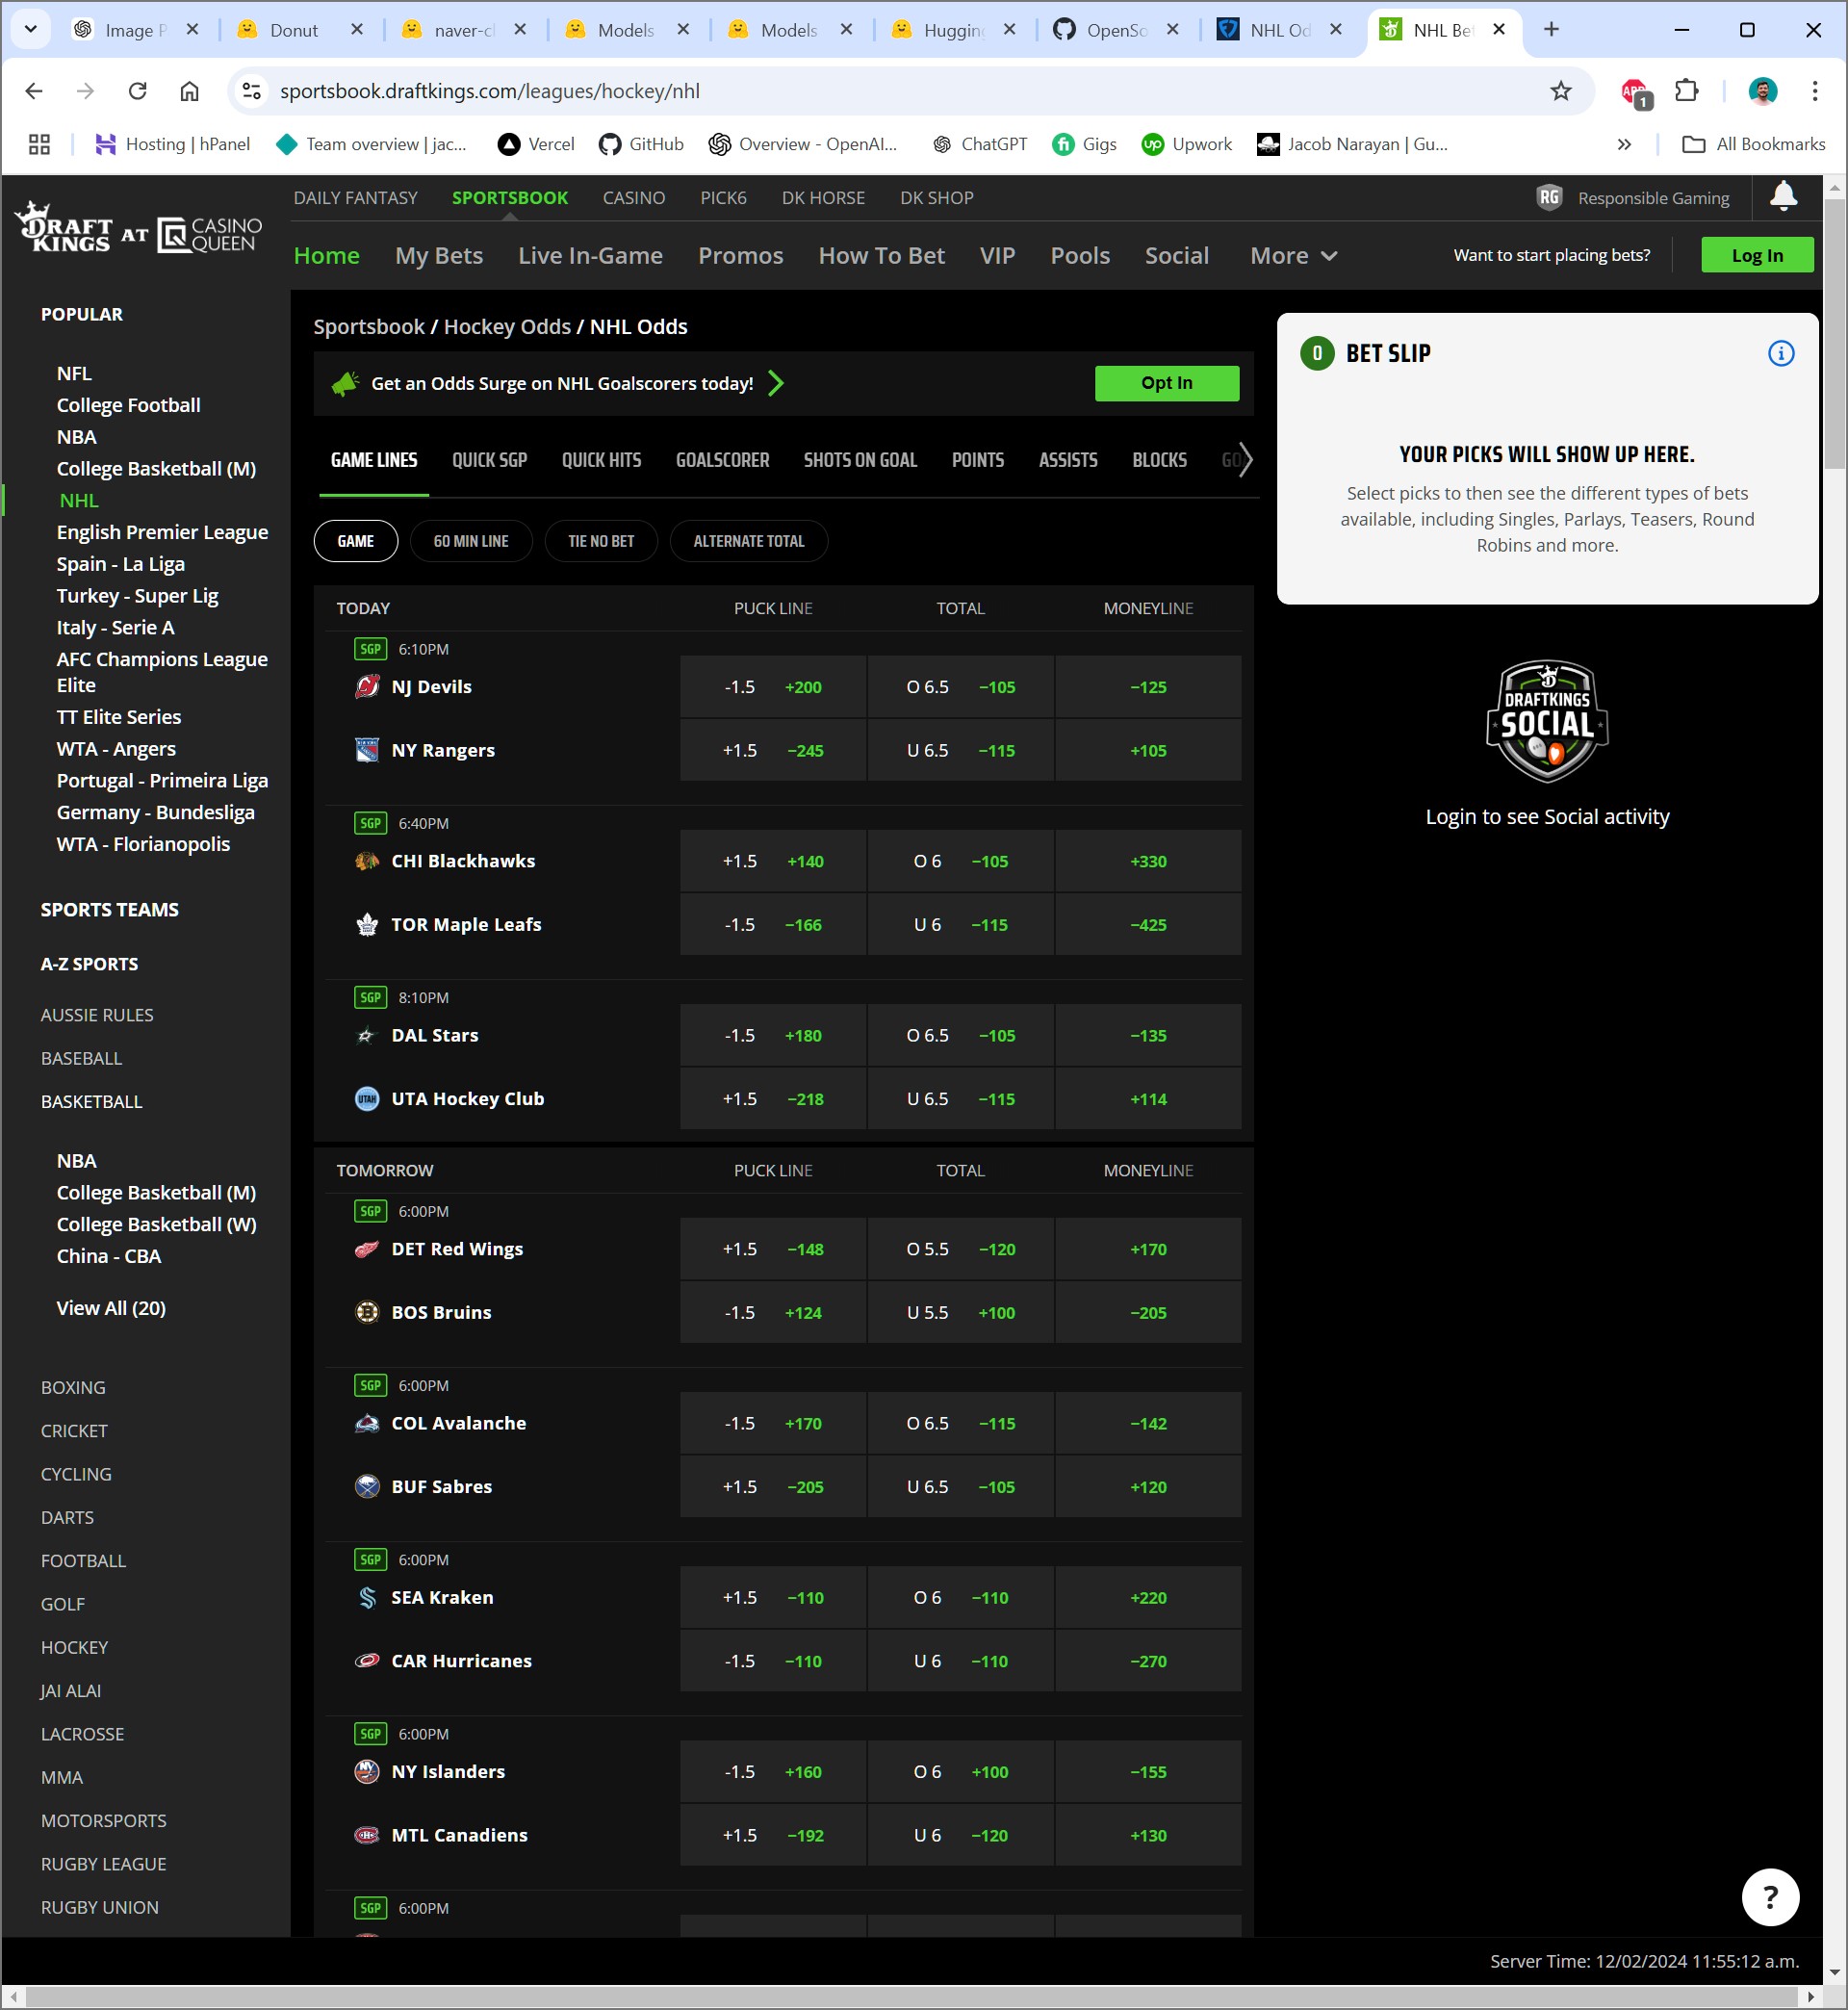 Image P
Donut
naver-cl
Models
Models
Hugging
OpenSo
NHL Od
NHL Bet
sportsbook.draftkings.com/leagues/hockey/nhl
1
Hosting | hPanel
Team overview | jac...
Vercel
GitHub
Overview - OpenAI...
ChatGPT
Gigs
Upwork
Jacob Narayan | Gu...
All Bookmarks
DRAFT KINGS AT CASINO QUEEN
DAILY FANTASY
SPORTSBOOK
CASINO
PICK6
DK HORSE
DK SHOP
RG Responsible Gaming
Home
My Bets
Live In-Game
Promos
How To Bet
VIP
Pools
Social
More
Want to start placing bets?
Log In
POPULAR
NFL
College Football
NBA
College Basketball (M)
NHL
English Premier League
Spain - La Liga
Turkey - Super Lig
Italy - Serie A
AFC Champions League
Elite
TT Elite Series
WTA - Angers
Portugal - Primeira Liga
Germany - Bundesliga
WTA - Florianopolis
SPORTS TEAMS
A-Z SPORTS
AUSSIE RULES
BASEBALL
BASKETBALL
NBA
College Basketball (M)
College Basketball (W)
China - CBA
View All (20)
BOXING
CRICKET
CYCLING
DARTS
FOOTBALL
GOLF
HOCKEY
JAI ALAI
LACROSSE
MMA
MOTORSPORTS
RUGBY LEAGUE
RUGBY UNION
Sportsbook / Hockey Odds / NHL Odds
Get an Odds Surge on NHL Goalscorers today!
Opt In
GAME LINES QUICK SGP QUICK HITS GOALSCORER SHOTS ON GOAL POINTS ASSISTS BLOCKS GOA
GAME 60 MIN LINE TIE NO BET ALTERNATE TOTAL
TODAY PUCK LINE TOTAL MONEYLINE
SGP 6:10PM
NJ Devils -1.5 +200 O 6.5 −105 −125
NY Rangers +1.5 −245 U 6.5 −115 +105
SGP 6:40PM
CHI Blackhawks +1.5 +140 O 6 −105 +330
TOR Maple Leafs -1.5 −166 U 6 −115 −425
SGP 8:10PM
DAL Stars -1.5 +180 O 6.5 −105 −135
UTAH UTA Hockey Club +1.5 −218 U 6.5 −115 +114
TOMORROW PUCK LINE TOTAL MONEYLINE
SGP 6:00PM
DET Red Wings +1.5 −148 O 5.5 −120 +170
BOS Bruins -1.5 +124 U 5.5 +100 −205
SGP 6:00PM
COL Avalanche -1.5 +170 O 6.5 −115 −142
BUF Sabres +1.5 −205 U 6.5 −105 +120
SGP 6:00PM
SEA Kraken +1.5 −110 O 6 −110 +220
CAR Hurricanes -1.5 −110 U 6 −110 −270
SGP 6:00PM
NY Islanders -1.5 +160 O 6 +100 −155
MTL Canadiens +1.5 −192 U 6 −120 +130
SGP 6:00PM
0 BET SLIP
YOUR PICKS WILL SHOW UP HERE.
Select picks to then see the different types of bets
available, including Singles, Parlays, Teasers, Round
Robins and more.
DRAFTKINGS
SOCIAL
Login to see Social activity
?
Server Time: 12/02/2024 11:55:12 a.m.